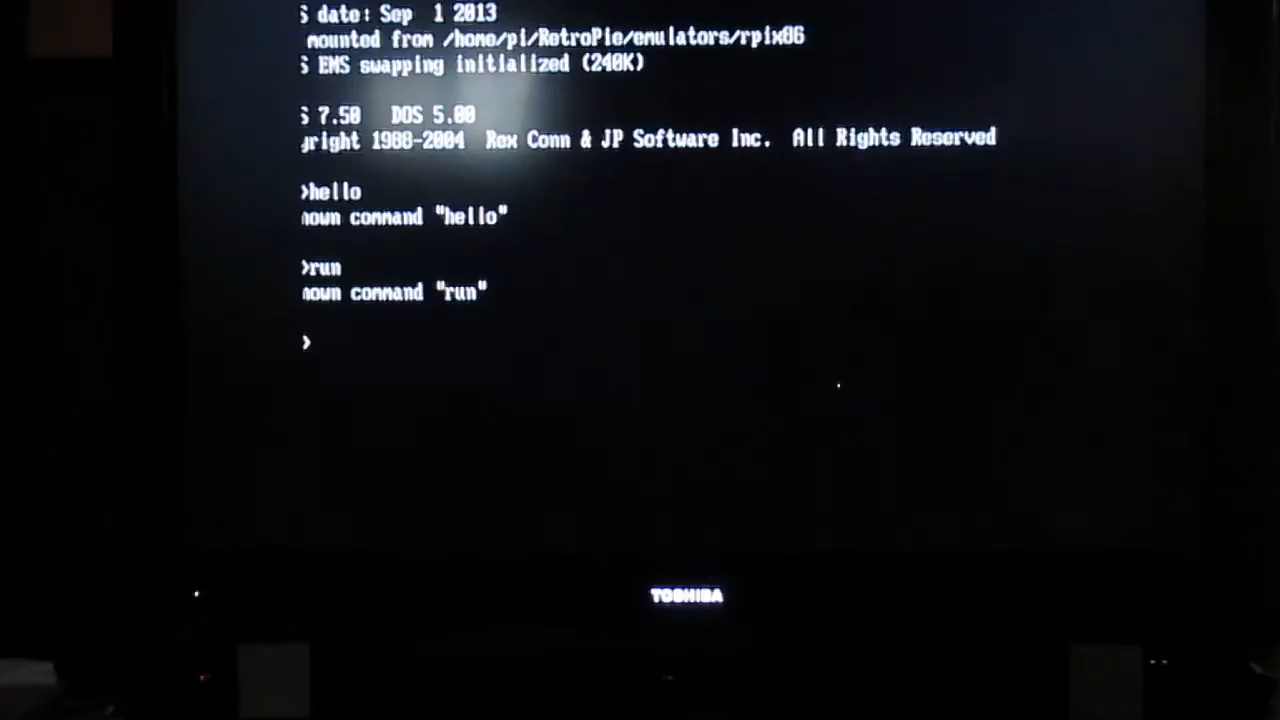 S date: Sep 1 2013
mounted from /home/pi/RetroPie/emulators/rpix86
S EMS swapping initialized (240K)
S 7.50 DOS 5.00
yright 1988-2004 Rex Conn & JP Software Inc. All Rights Reserved
>hello
nown command "hello"
>run
nown command "run"
>
TOSHIBA